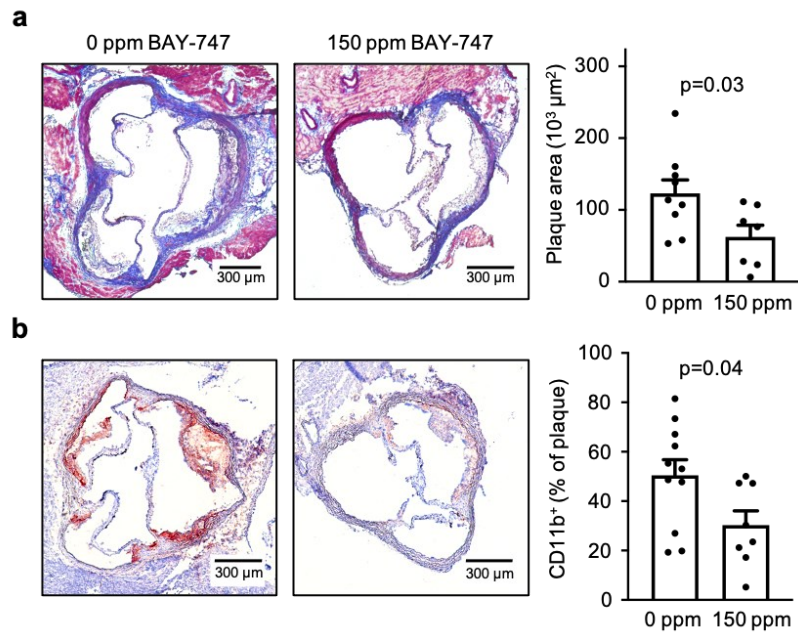 a
0 ppm BAY-747
150 ppm BAY-747
300 µm
300 µm
Plaque area (10³ µm²)
300
200
100
0
p=0.03
0 ppm
150 ppm
b
300 µm
300 µm
CD11b⁺ (% of plaque)
100
80
60
40
20
0
p=0.04
0 ppm
150 ppm